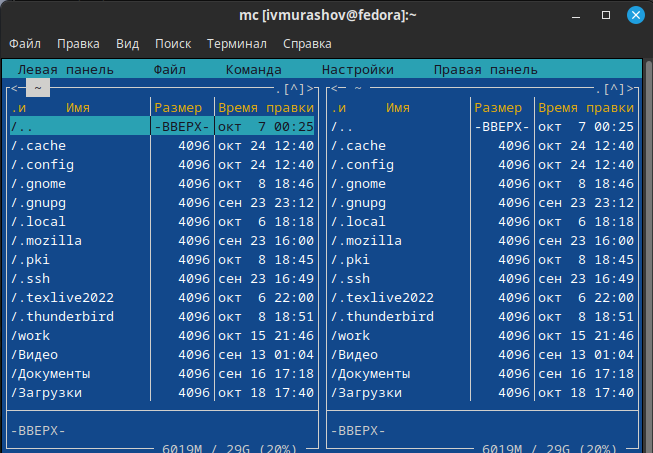 mc [ivmurashov@fedora]:~
Файл Правка Вид Поиск Терминал Справка
Левая панель Файл Команда Настройки Правая панель
<─ ~ .[^]> <─ ~ .[^]>
.и Имя Размер Время правки .и Имя Размер Время правки
/.. -ВВЕРХ- окт 7 00:25 /.. -ВВЕРХ- окт 7 00:25
/.cache 4096 окт 24 12:40 /.cache 4096 окт 24 12:40
/.config 4096 окт 24 12:40 /.config 4096 окт 24 12:40
/.gnome 4096 окт 8 18:46 /.gnome 4096 окт 8 18:46
/.gnupg 4096 сен 23 23:12 /.gnupg 4096 сен 23 23:12
/.local 4096 окт 6 18:18 /.local 4096 окт 6 18:18
/.mozilla 4096 сен 23 16:00 /.mozilla 4096 сен 23 16:00
/.pki 4096 окт 8 18:45 /.pki 4096 окт 8 18:45
/.ssh 4096 сен 23 16:49 /.ssh 4096 сен 23 16:49
/.texlive2022 4096 окт 6 22:00 /.texlive2022 4096 окт 6 22:00
/.thunderbird 4096 окт 8 18:51 /.thunderbird 4096 окт 8 18:51
/work 4096 окт 15 21:46 /work 4096 окт 15 21:46
/Видео 4096 сен 13 01:04 /Видео 4096 сен 13 01:04
/Документы 4096 сен 16 17:18 /Документы 4096 сен 16 17:18
/Загрузки 4096 окт 18 17:40 /Загрузки 4096 окт 18 17:40
-ВВЕРХ- -ВВЕРХ-
6019M / 29G (20%) 6019M / 29G (20%)